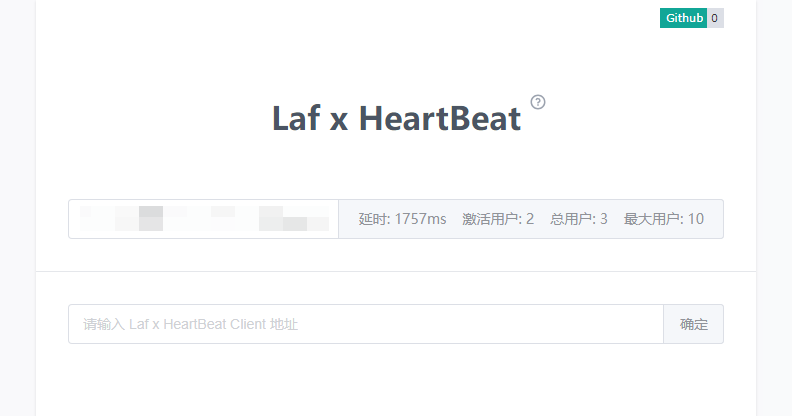 Github 0
Laf x HeartBeat
延时: 1757ms 激活用户: 2 总用户: 3 最大用户: 10
请输入 Laf x HeartBeat Client 地址 确定